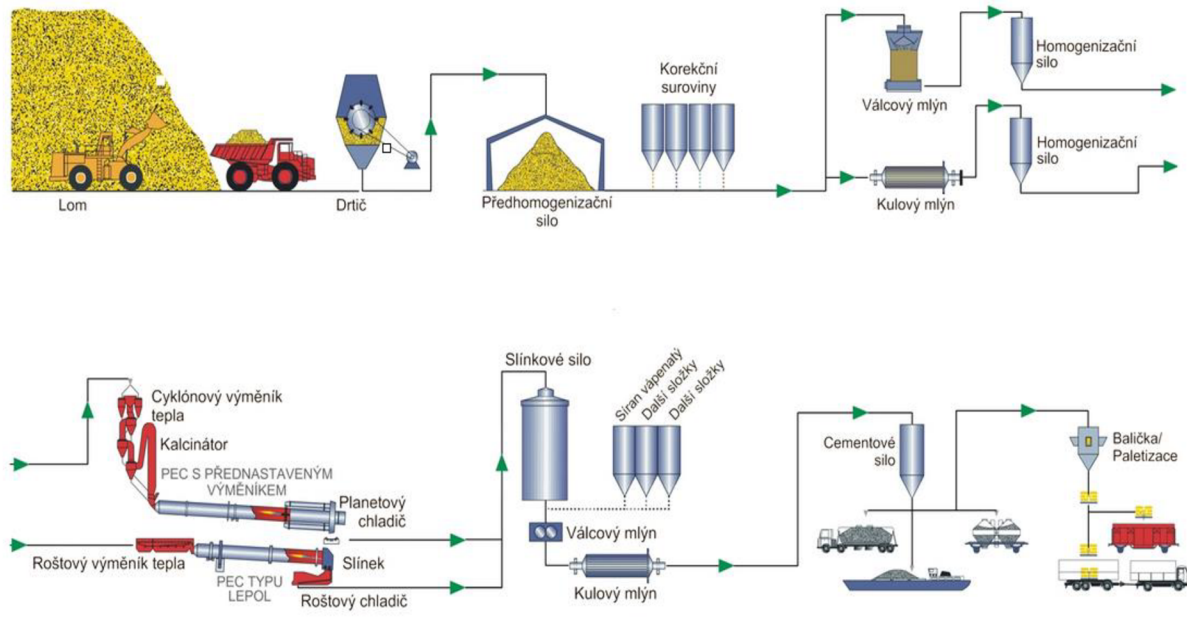 Korekční
suroviny
Homogenizační
silo
Válcový mlýn
Homogenizační
silo
Lom
Drtič
Předhomogenizační
silo
Kulový mlýn
Slínkové silo
Síran vápenatý
Další složky
Další složky
Cyklónový výměník
tepla
Kalcinátor
PEC S PŘEDNASTAVENÝM
VÝMĚNÍKEM
Planetový
chladič
Cementové
silo
Balička/
Paletizace
Válcový mlýn
Roštový výměník tepla
Slínek
PEC TYPU
LEPOL
Roštový chladič
Kulový mlýn